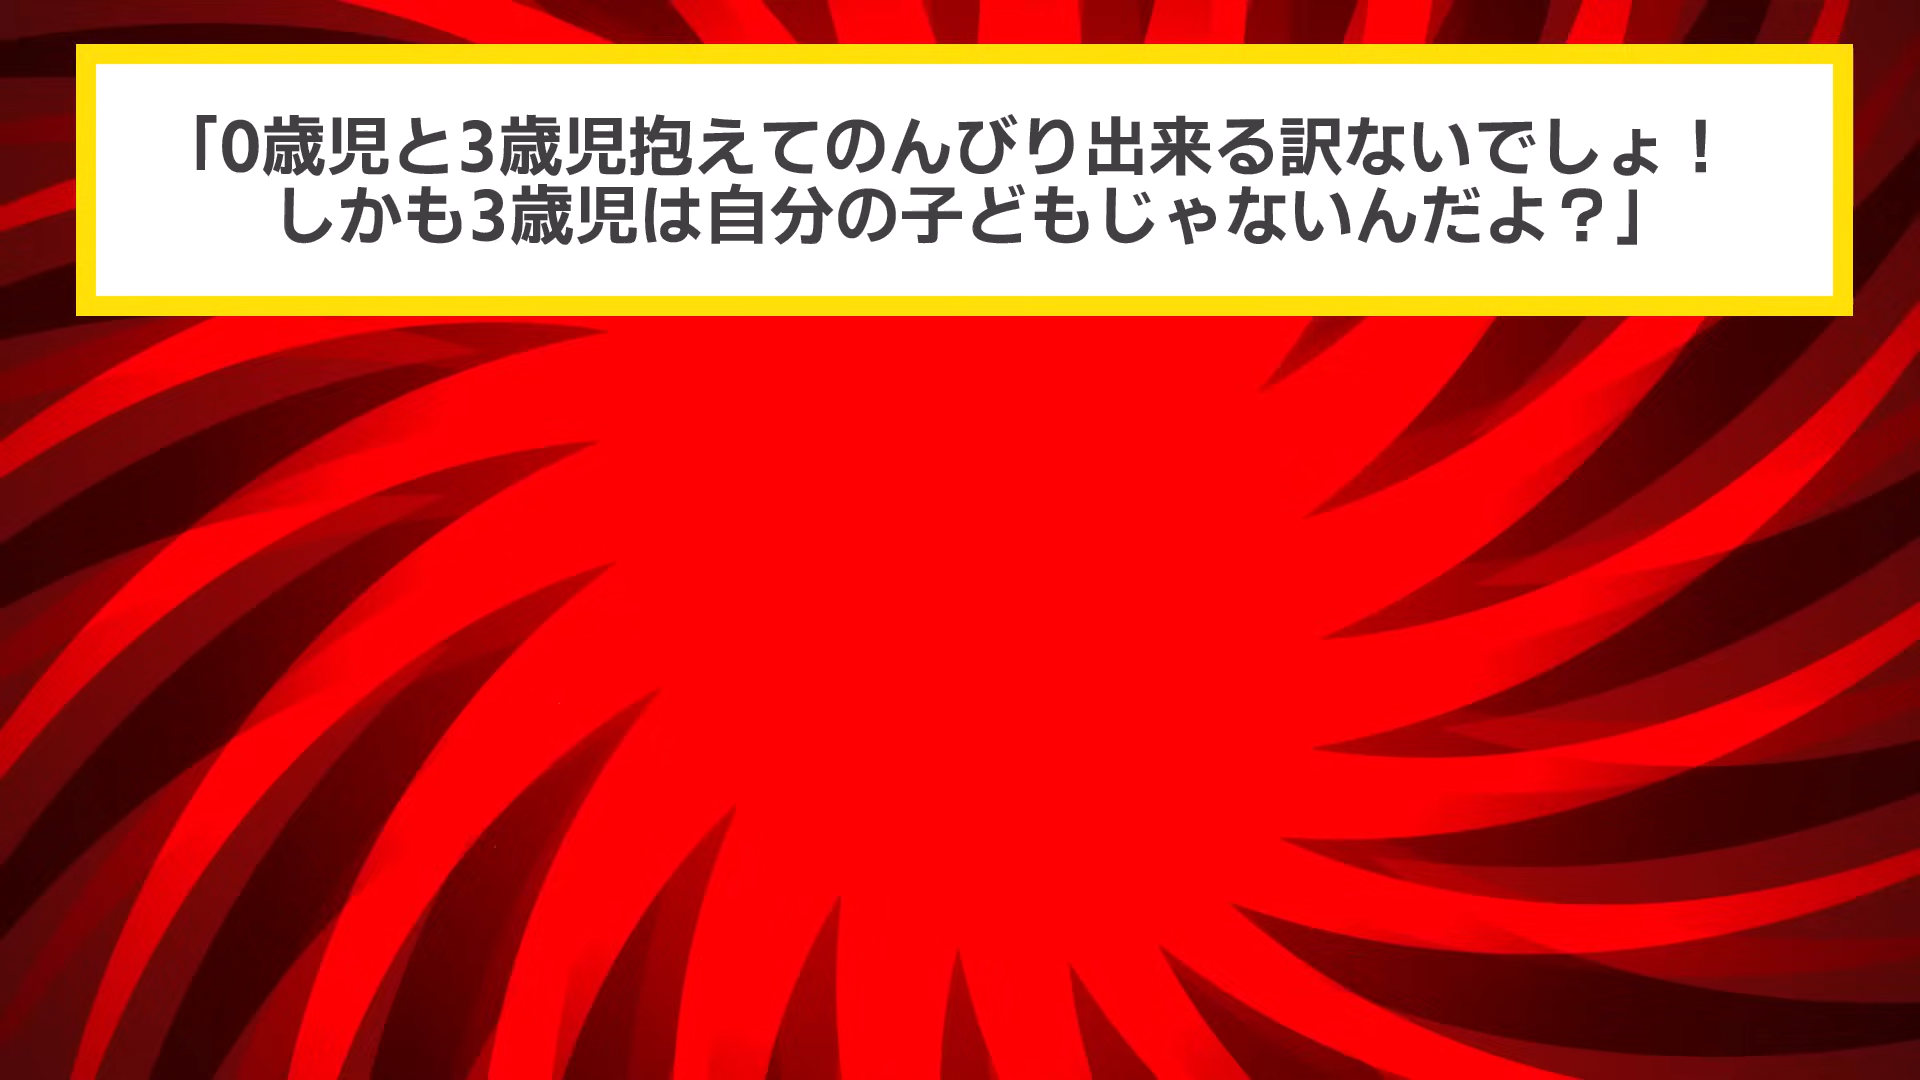 「0歳児と3歳児抱えてのんびり出来る訳ないでしょ！
しかも3歳児は自分の子どもじゃないんだよ？」